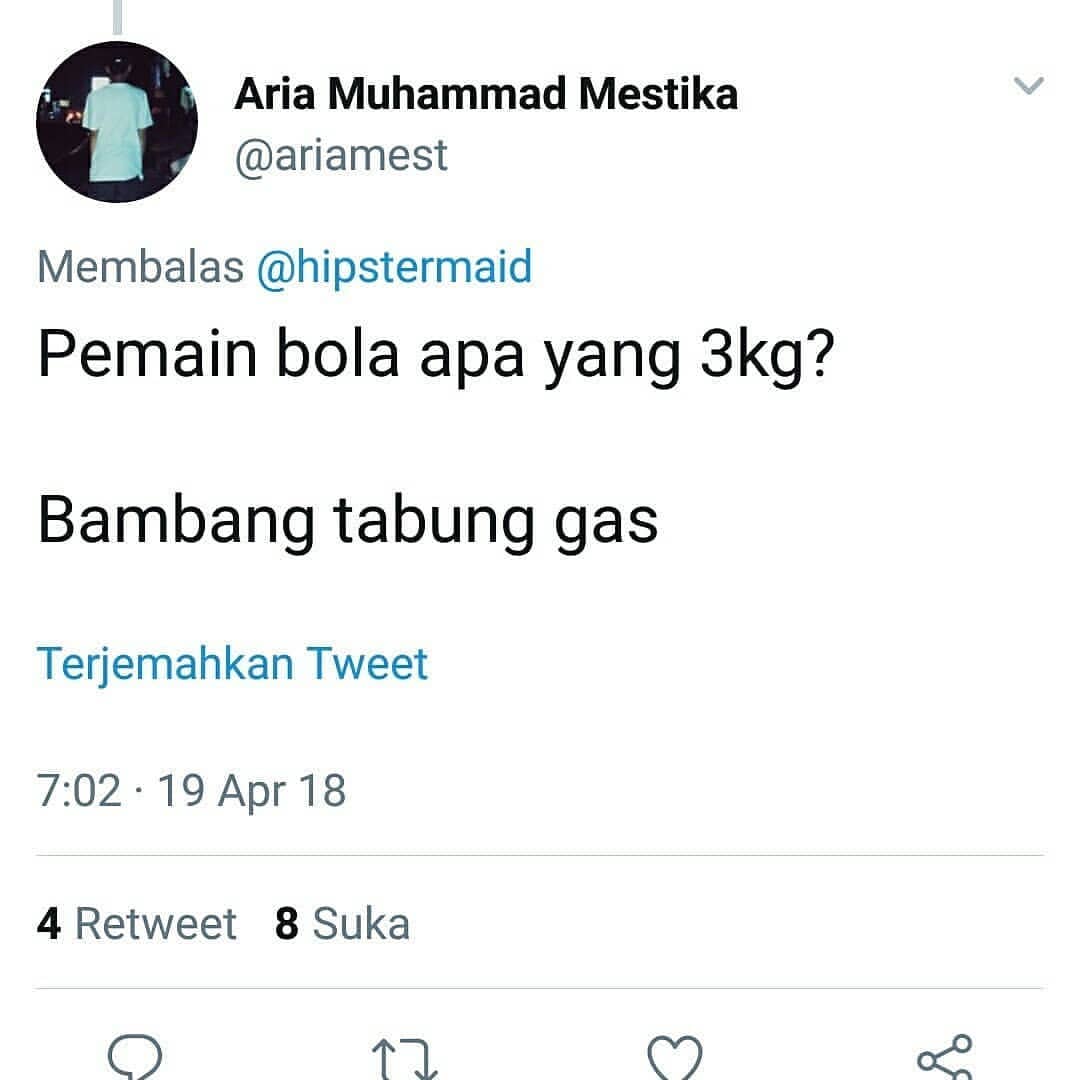 Aria Muhammad Mestika
@ariamest
Membalas @hipstermaid
Pemain bola apa yang 3kg?
Bambang tabung gas
Terjemahkan Tweet
7:02 · 19 Apr 18
4 Retweet 8 Suka